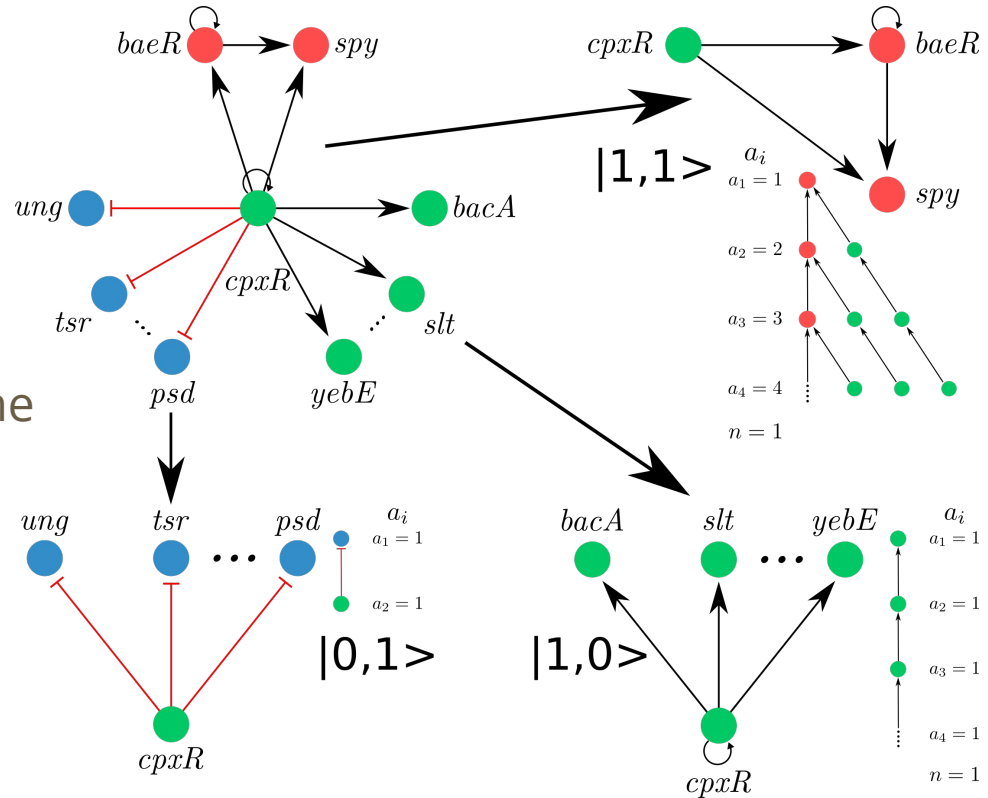 baeR spy
cpxR baeR
|1,1> a_i
a_1 = 1
spy
ung bacA
a_2 = 2
cpxR
tsr slt
a_3 = 3
psd yebE
a_4 = 4
ne
n = 1
ung tsr ... psd
a_i
a_1 = 1
a_2 = 1
|0,1>
cpxR
bacA slt ... yebE
a_i
a_1 = 1
a_2 = 1
|1,0>
a_3 = 1
a_4 = 1
cpxR
n = 1